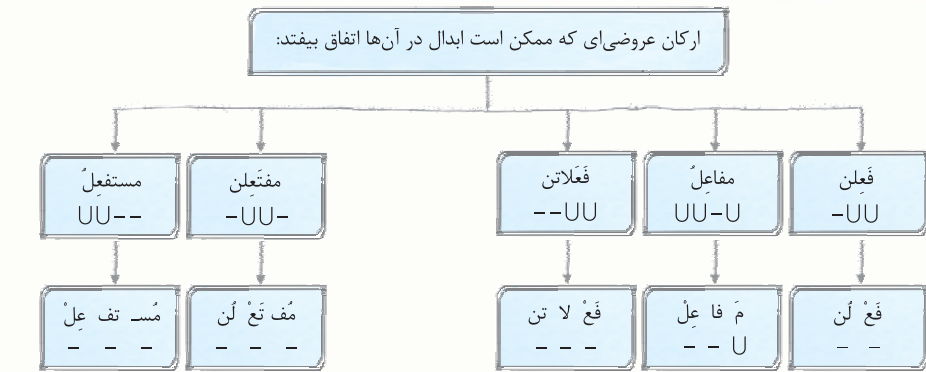 ارکان عروضی‌ای که ممکن است ابدال در آن‌ها اتفاق بیفتد:
فَعِلن
UU-
مفاعِلُ
U-UU
فَعَلاتن
UU--
مفتَعِلن
-UU-
مستفعِلُ
--UU
فَعْ لُن
- -
مَ فا عِلْ
U - -
فَعْ لا تن
- - -
مُف تَعْ لُن
- - -
مُسـ تف عِلْ
- - -